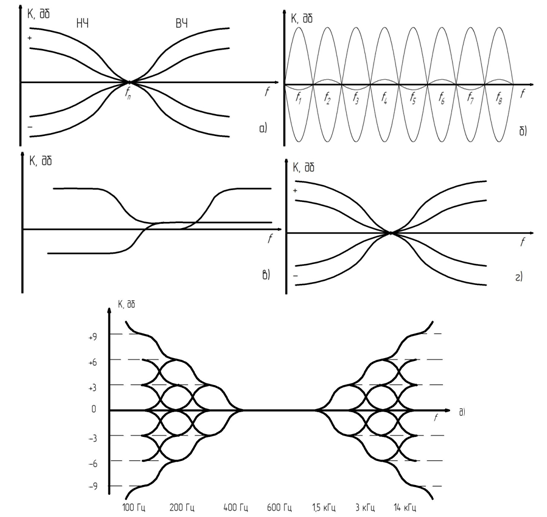 К, дб
НЧ ВЧ
+
fп
f
–
а)
К, дб
f1 f2 f3 f4 f5 f6 f7 f8
f
б)
К, дб
f
в)
К, дб
+
f
–
г)
К, дБ
+9
+6
+3
0
f
д)
–3
–6
–9
100 Гц 200 Гц 400 Гц 600 Гц 1,5 кГц 3 кГц 14 кГц